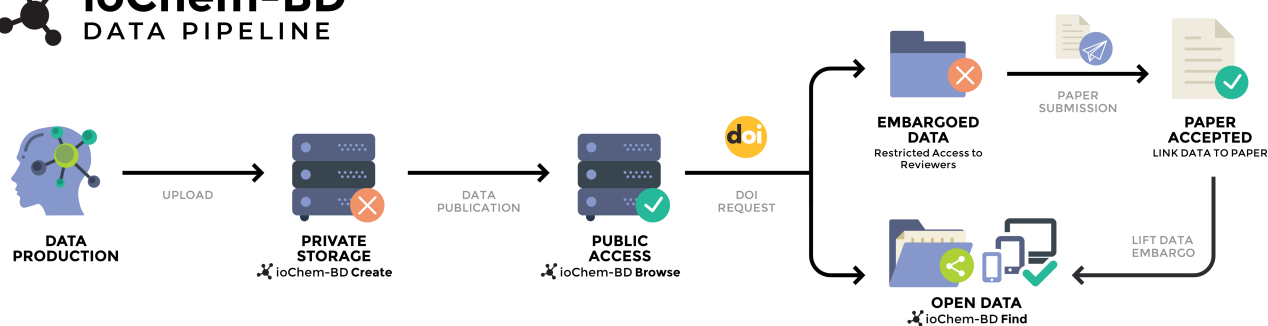 ioChem-BD
DATA PIPELINE
DATA
PRODUCTION
UPLOAD
PRIVATE
STORAGE
ioChem-BD Create
DATA
PUBLICATION
PUBLIC
ACCESS
ioChem-BD Browse
doi
DOI
REQUEST
EMBARGOED
DATA
Restricted Access to
Reviewers
PAPER
SUBMISSION
PAPER
ACCEPTED
LINK DATA TO PAPER
LIFT DATA
EMBARGO
OPEN DATA
ioChem-BD Find